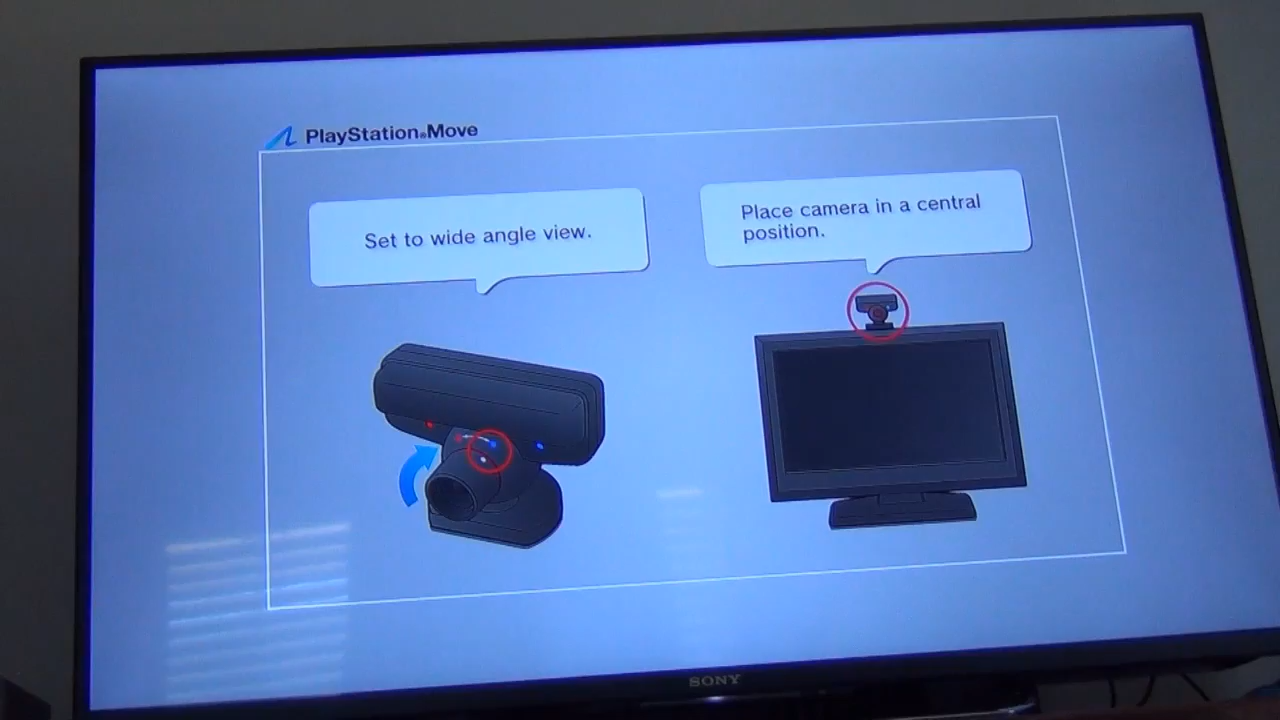 PlayStation®Move
Set to wide angle view.
Place camera in a central
position.
SONY